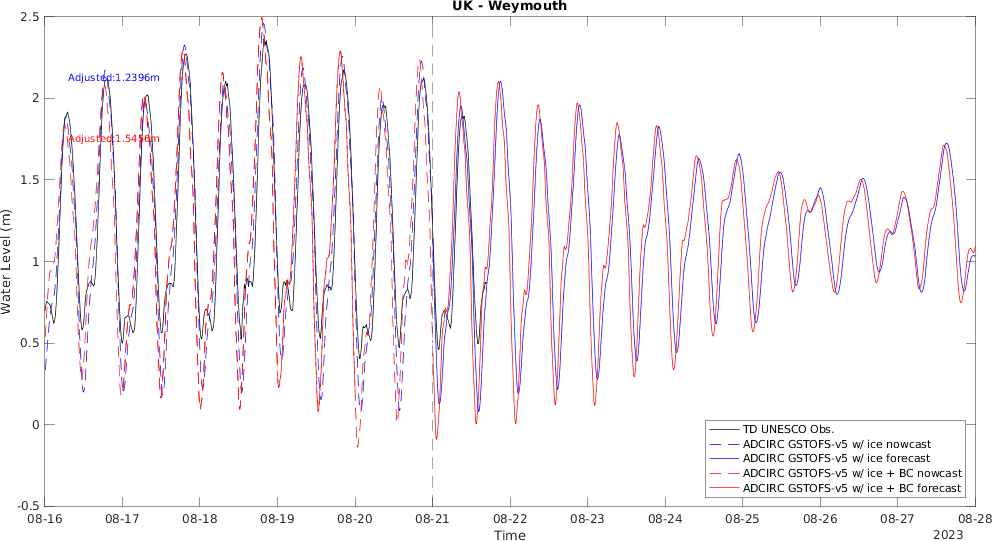 UK - Weymouth
2.5
2
1.5
1
0.5
0
-0.5
Water Level (m)
Adjusted:1.2396m
Adjusted:1.5456m
TD UNESCO Obs.
ADCIRC GSTOFS-v5 w/ ice nowcast
ADCIRC GSTOFS-v5 w/ ice forecast
ADCIRC GSTOFS-v5 w/ ice + BC nowcast
ADCIRC GSTOFS-v5 w/ ice + BC forecast
08-16 08-17 08-18 08-19 08-20 08-21 08-22 08-23 08-24 08-25 08-26 08-27 08-28
Time
2023